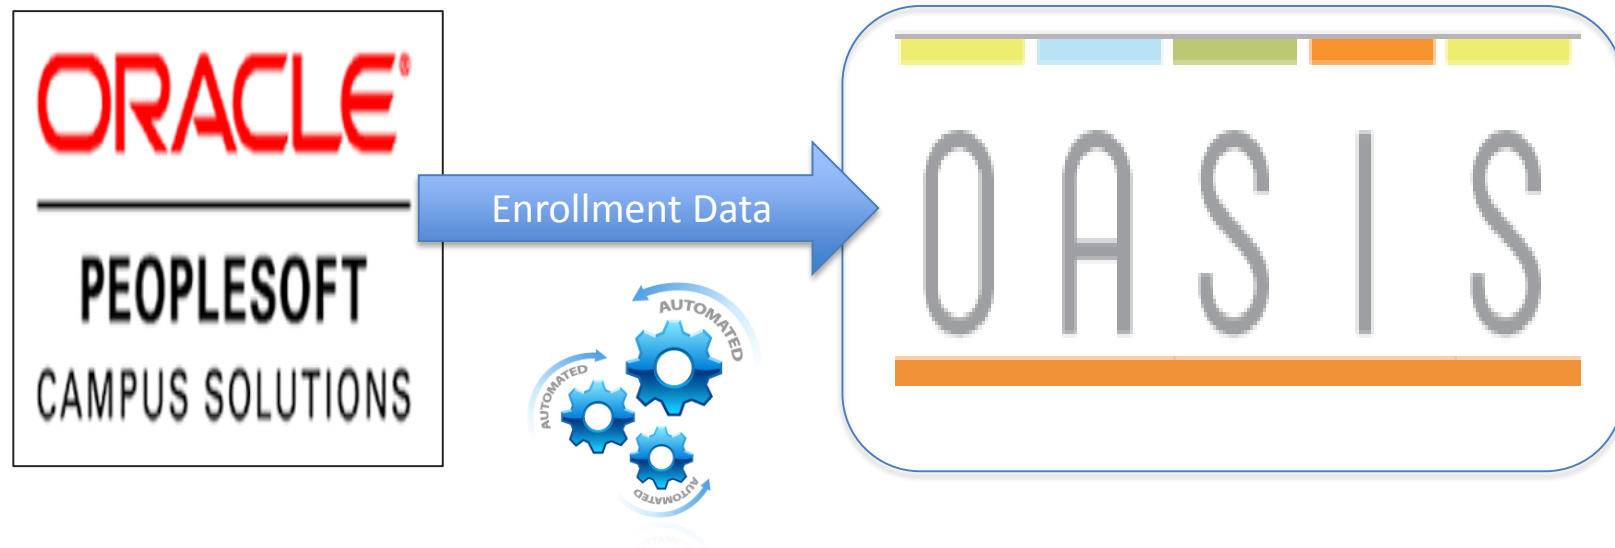 ORACLE®
PEOPLESOFT
CAMPUS SOLUTIONS
Enrollment Data
AUTOMATED
AUTOMATED
AUTOMATED
OASIS